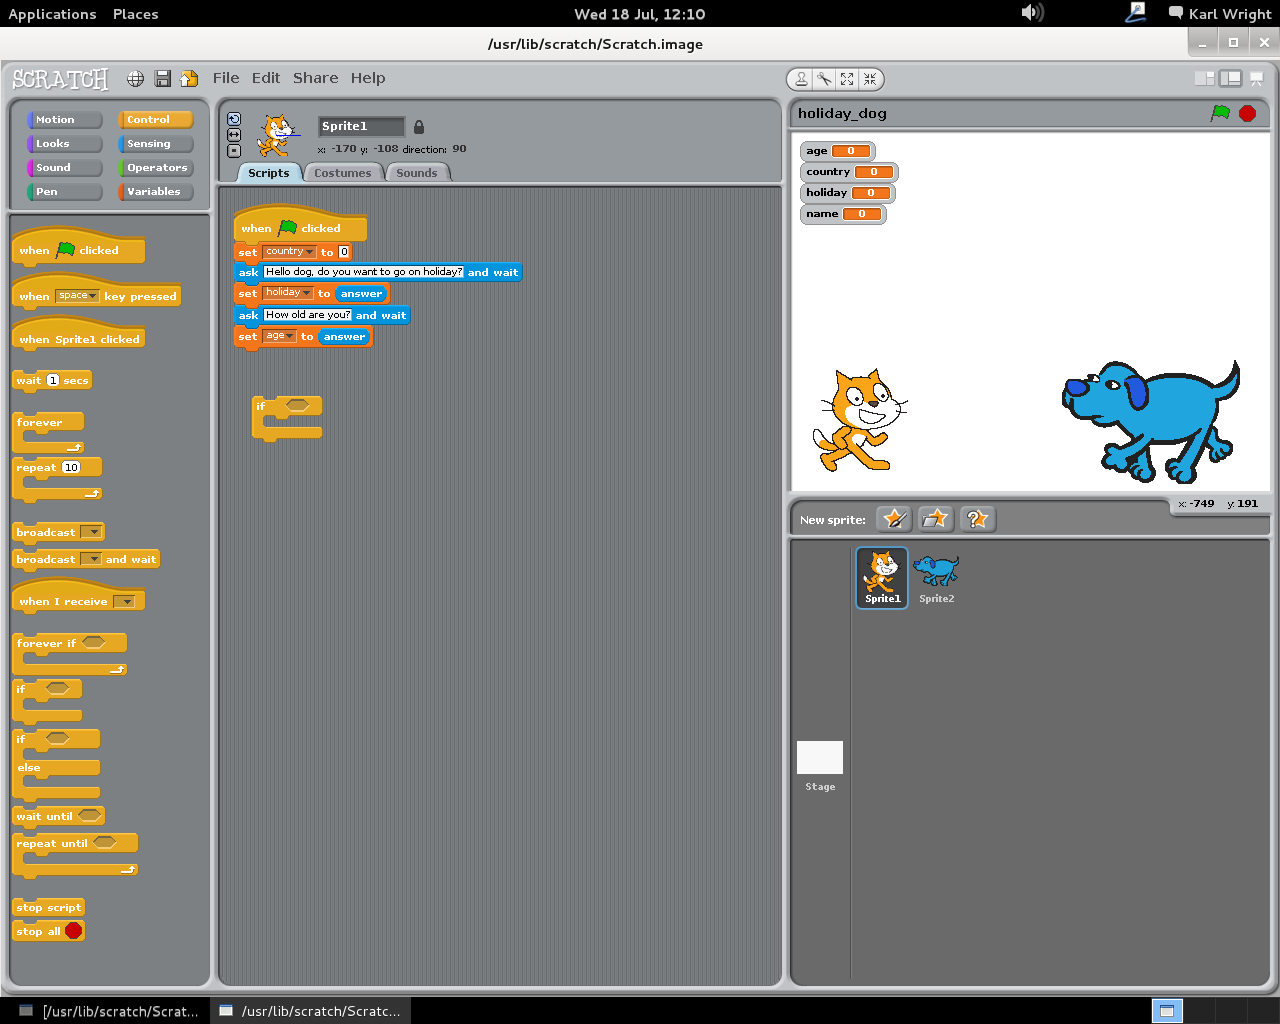 Applications Places Wed 18 Jul, 12:10 Karl Wright
/usr/lib/scratch/Scratch.image
SCRATCH File Edit Share Help
Motion Control
Looks Sensing
Sound Operators
Pen Variables
when clicked
when space key pressed
when Sprite1 clicked
wait 1 secs
forever
repeat 10
broadcast
broadcast and wait
when I receive
forever if
if
if
else
wait until
repeat until
stop script
stop all
Sprite1
x: -170 y: -108 direction: 90
Scripts Costumes Sounds
when clicked
set country to 0
ask Hello dog, do you want to go on holiday? and wait
set holiday to answer
ask How old are you? and wait
set age to answer
if
holiday_dog
age 0
country 0
holiday 0
name 0
x: -749 y: 191
New sprite:
Sprite1 Sprite2
Stage
[/usr/lib/scratch/Scrat... /usr/lib/scratch/Scratc...